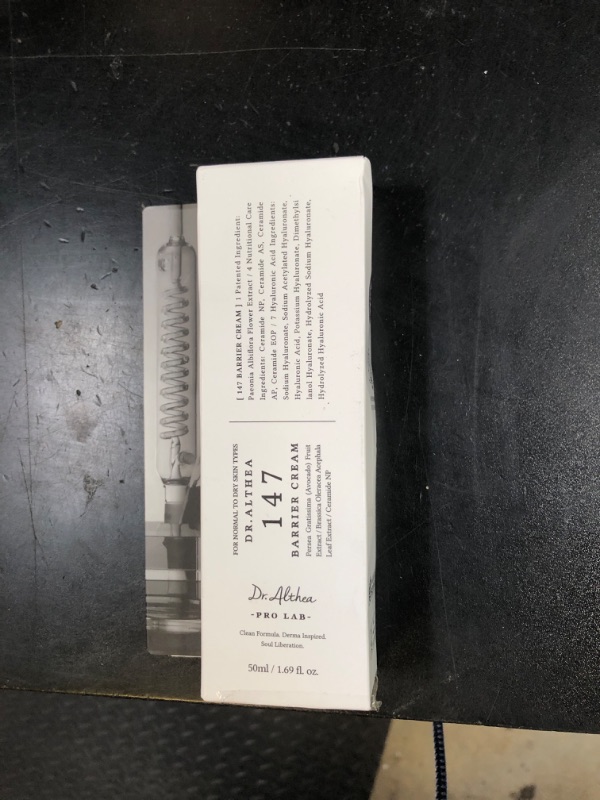 [ 147 BARRIER CREAM ] 1 Patented Ingredient:
Paeonia Albiflora Flower Extract / 4 Nutritional Care
Ingredients: Ceramide NP, Ceramide AS, Ceramide
AP, Ceramide EOP / 7 Hyaluronic Acid Ingredients:
Sodium Hyaluronate, Sodium Acetylated Hyaluronate,
Hyaluronic Acid, Potassium Hyaluronate, Dimethylsi
lanol Hyaluronate, Hydrolyzed Sodium Hyaluronate,
Hydrolyzed Hyaluronic Acid
FOR NORMAL TO DRY SKIN TYPES
DR.ALTHEA
147
BARRIER CREAM
Persea Gratissima (Avocado) Fruit
Extract / Brassica Oleracea Acephala
Leaf Extract / Ceramide NP
Dr.Althea
-PRO LAB-
Clean Formula. Derma Inspired.
Soul Liberation.
50ml / 1.69 fl. oz.